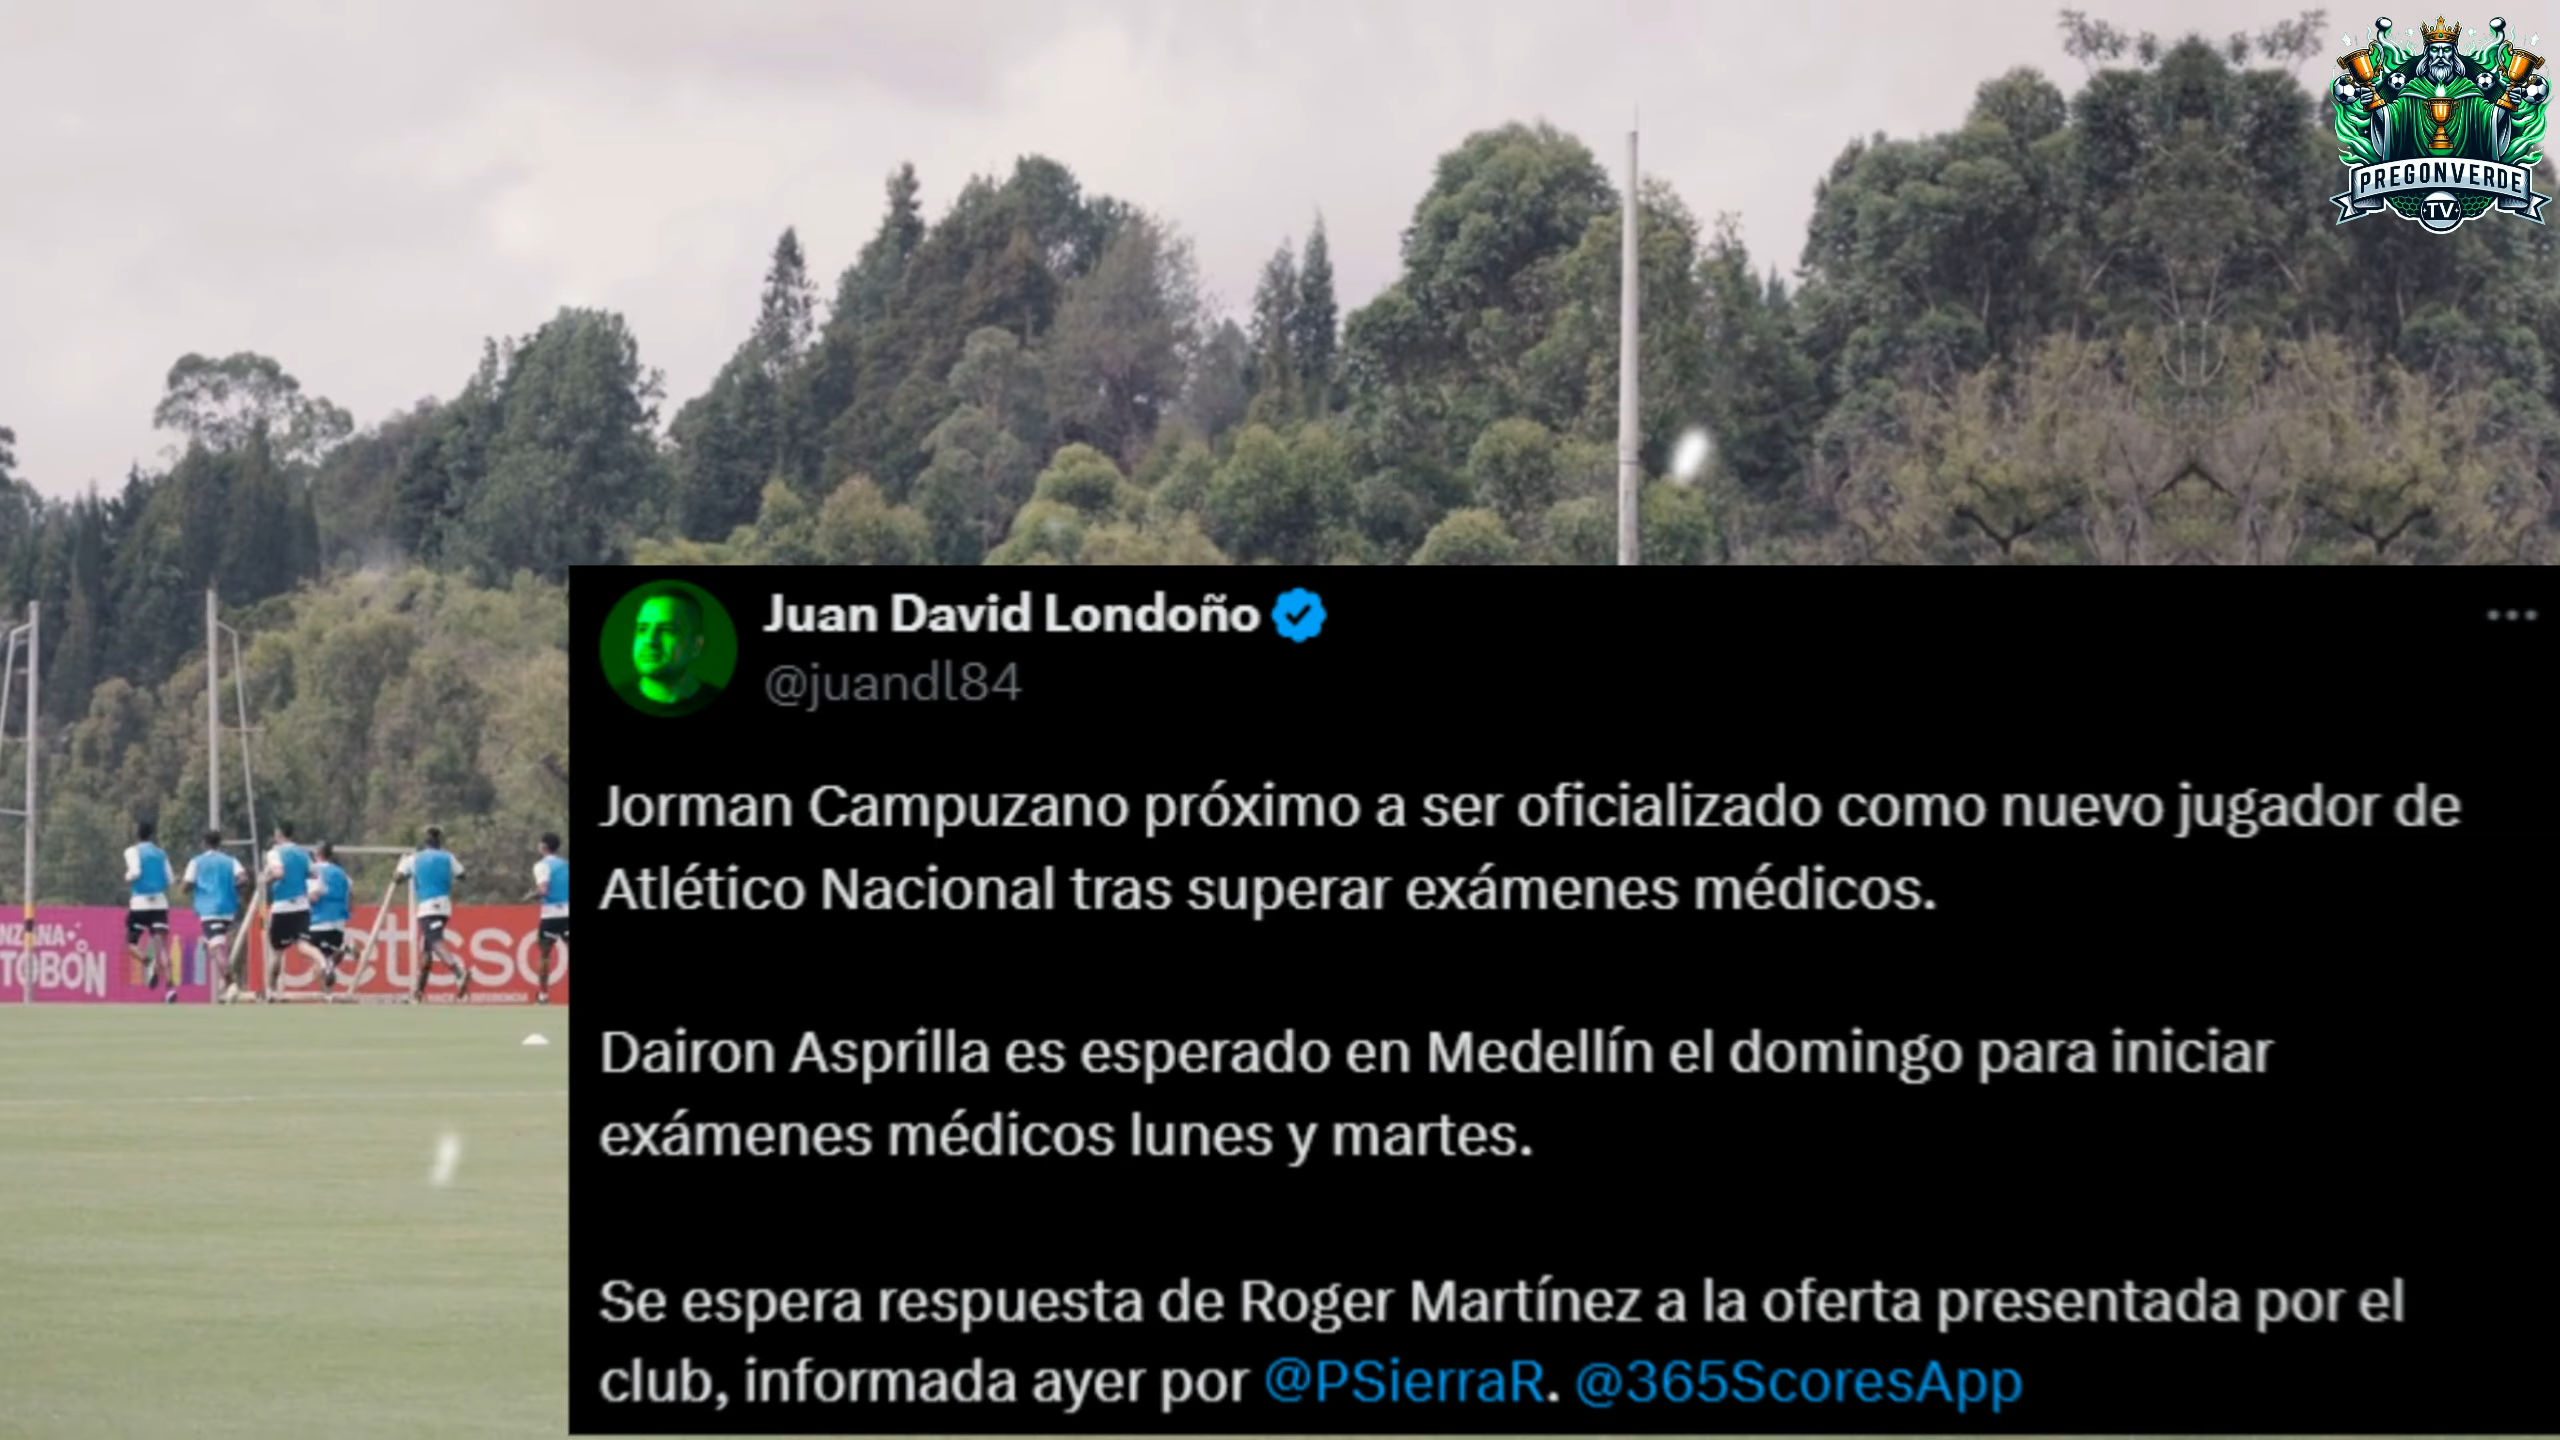 PREGONVERDE
TV
Juan David Londoño
@juandl84
Jorman Campuzano próximo a ser oficializado como nuevo jugador de
Atlético Nacional tras superar exámenes médicos.
Dairon Asprilla es esperado en Medellín el domingo para iniciar
exámenes médicos lunes y martes.
Se espera respuesta de Roger Martínez a la oferta presentada por el
club, informada ayer por @PSierraR. @365ScoresApp
NZANA
TOBÓN
betsso